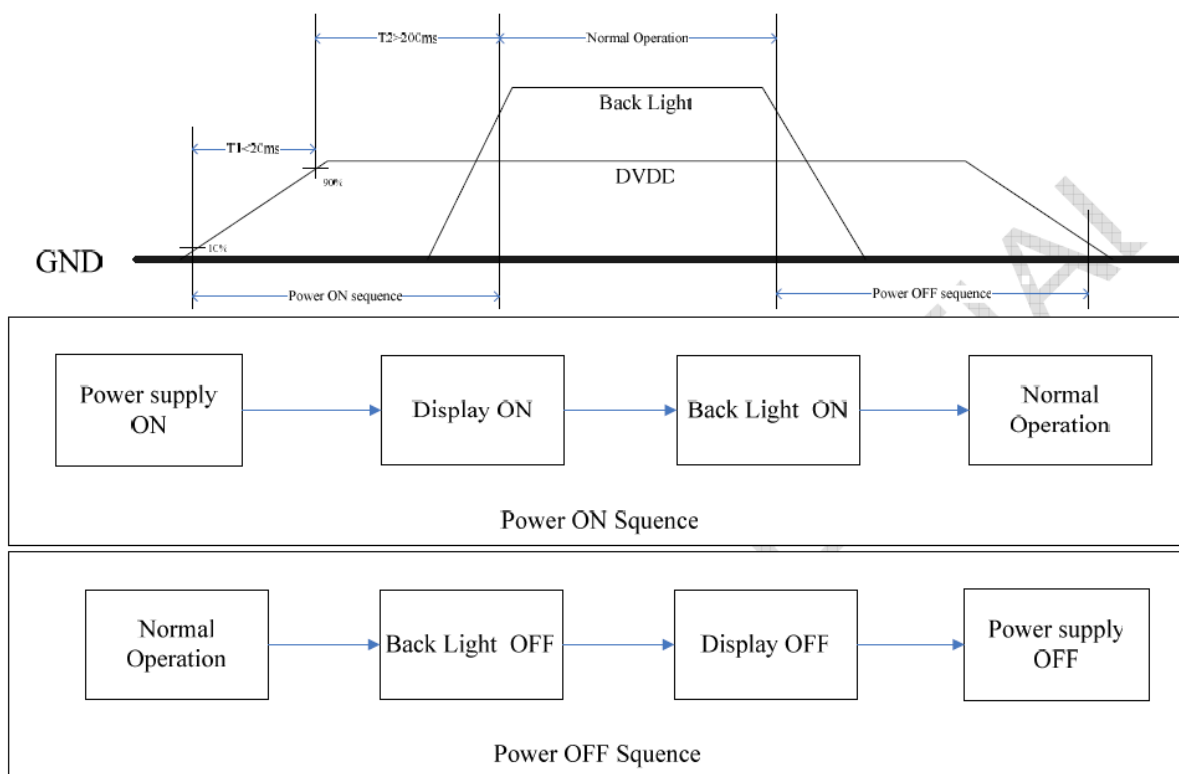 T2>200ms
Normal Operation
Back Light
T1<20ms
DVDD
90%
10%
GND
Power ON sequence
Power OFF sequence
Power supply
ON
Display ON
Back Light ON
Normal
Operation
Power ON Squence
Normal
Operation
Back Light OFF
Display OFF
Power supply
OFF
Power OFF Squence